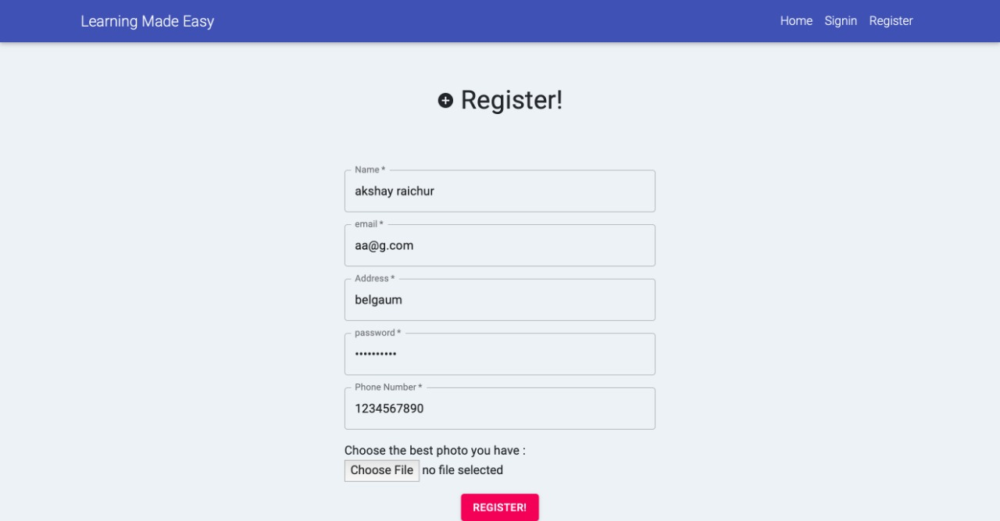 Learning Made Easy Home Signin Register
Register!
Name *
akshay raichur
email *
aa@g.com
Address *
belgaum
password *
••••••••••
Phone Number *
1234567890
Choose the best photo you have :
Choose File no file selected
REGISTER!